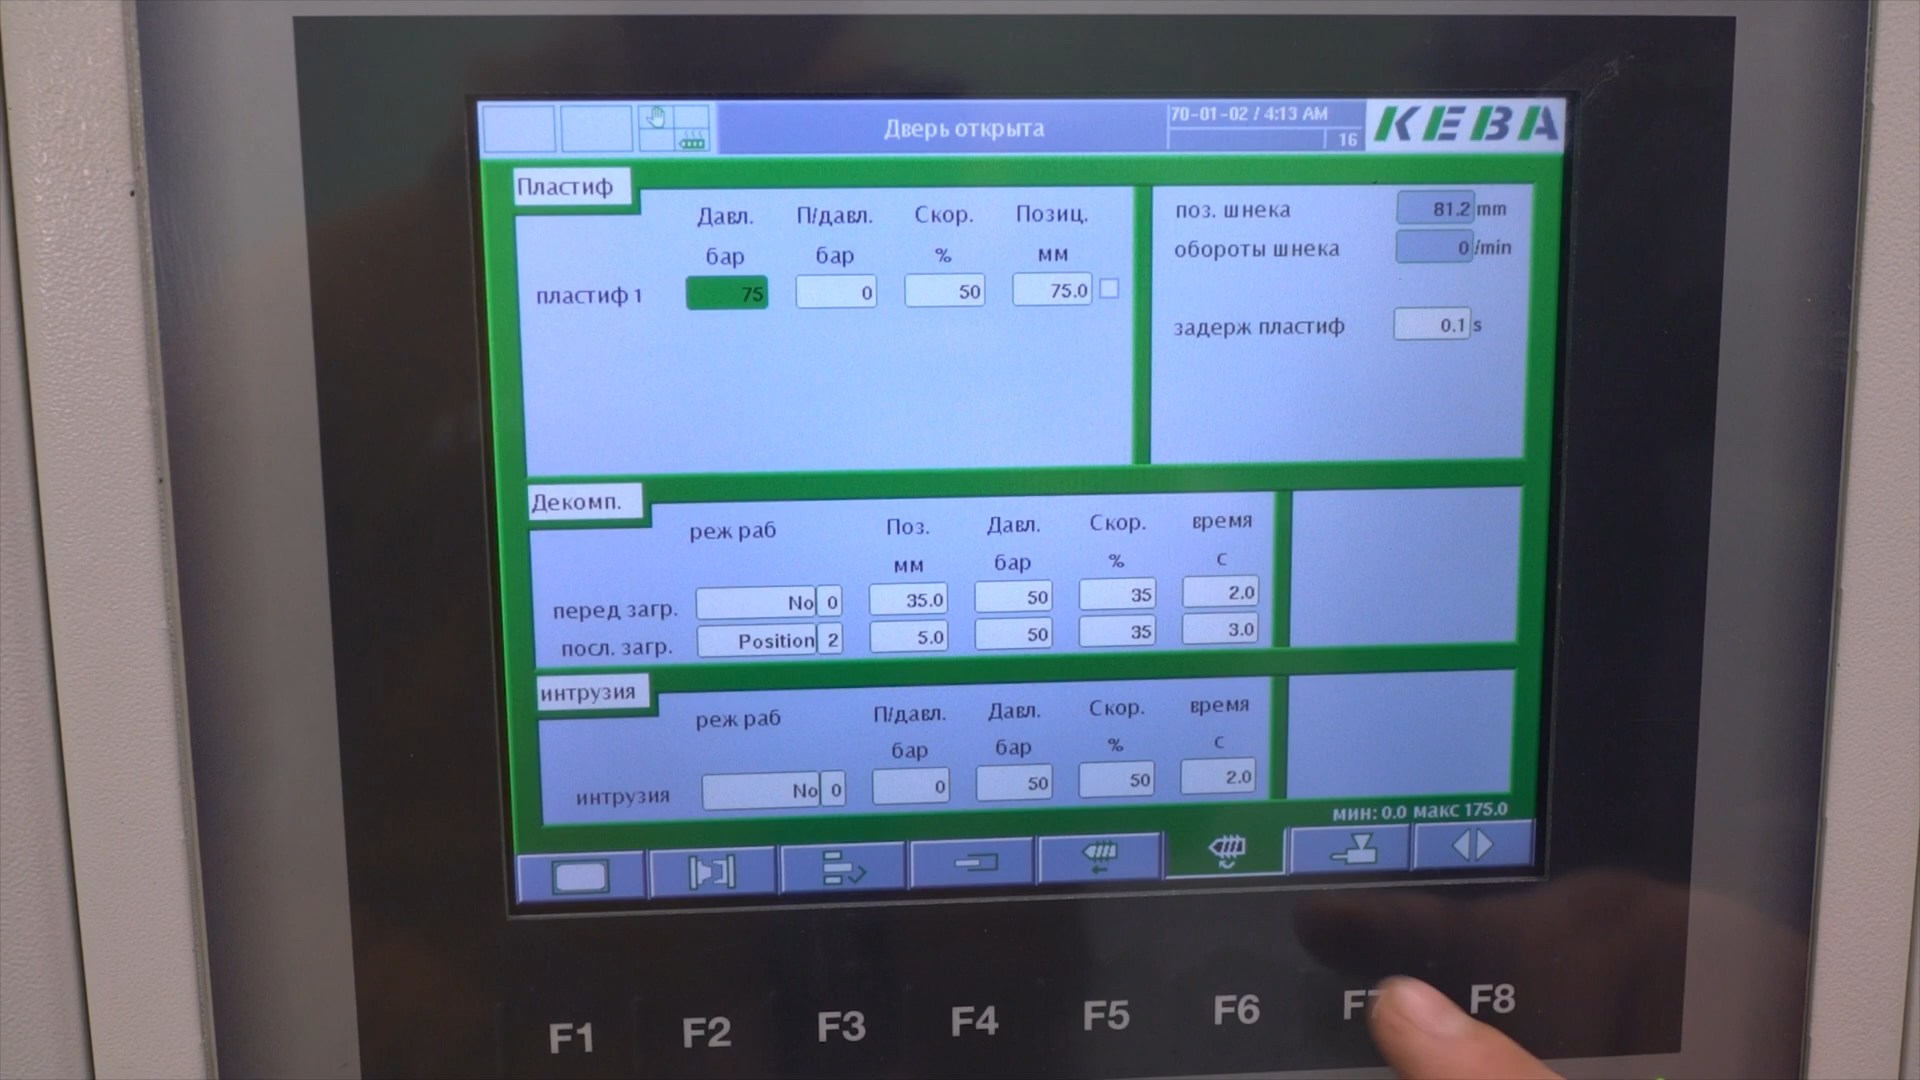 Дверь открыта
70-01-02 / 4:13 AM
16
KEBA
Пластиф
Давл. П/давл. Скор. Позиц.
бар бар % мм
пластиф 1 75 0 50 75.0
поз. шнека 81.2 mm
обороты шнека 0 /min
задерж пластиф 0.1 s
Декомп.
реж раб Поз. Давл. Скор. время
мм бар % С
перед загр. No 0 35.0 50 35 2.0
посл. загр. Position 2 5.0 50 35 3.0
интрузия
реж раб П/давл. Давл. Скор. время
бар бар % С
интрузия No 0 0 50 50 2.0
мин: 0.0 макс 175.0
F1 F2 F3 F4 F5 F6 F7 F8